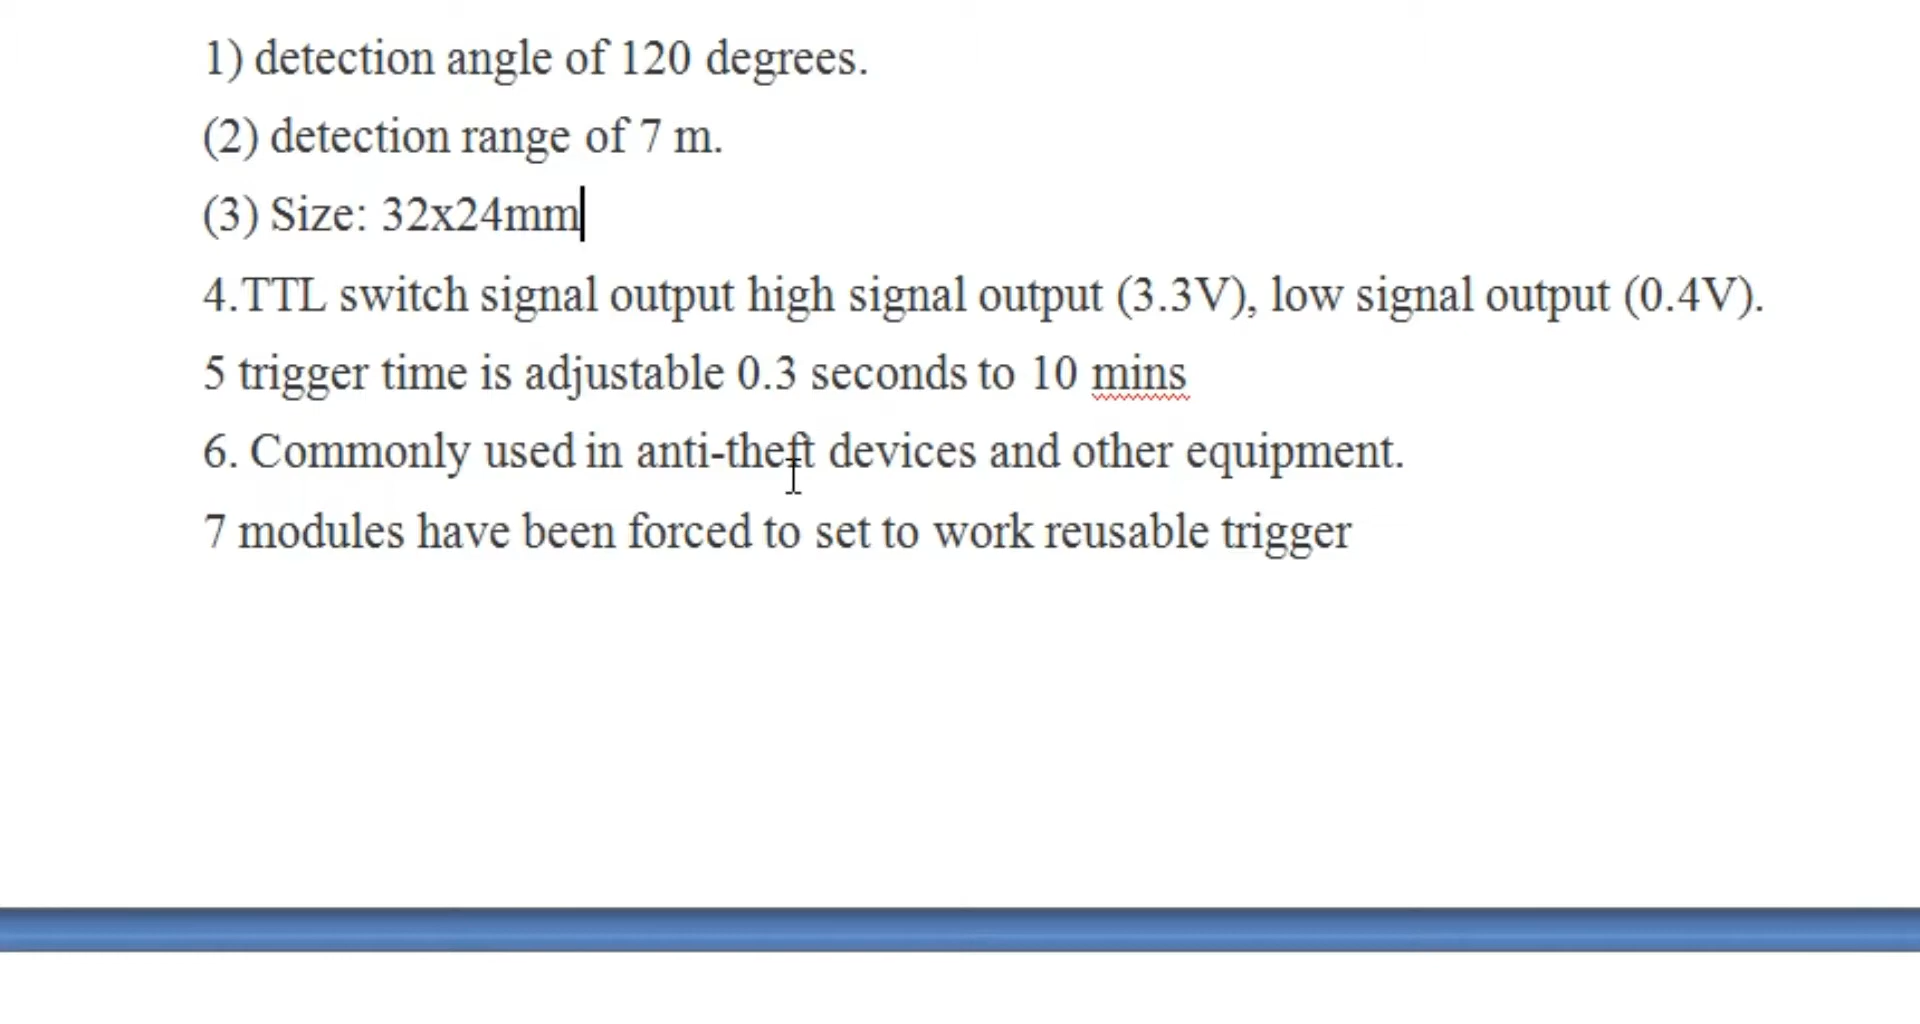 1) detection angle of 120 degrees.
(2) detection range of 7 m.
(3) Size: 32x24mm
4.TTL switch signal output high signal output (3.3V), low signal output (0.4V).
5 trigger time is adjustable 0.3 seconds to 10 mins
6. Commonly used in anti-theft devices and other equipment.
7 modules have been forced to set to work reusable trigger